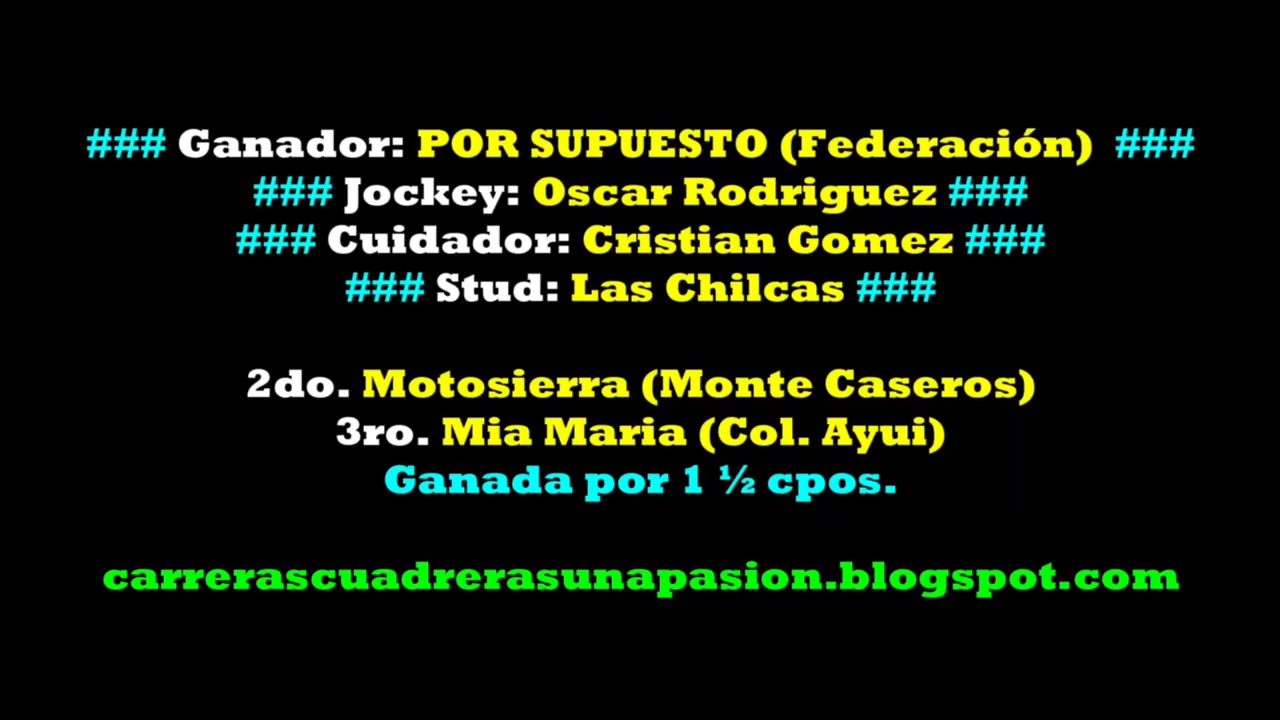 ### Ganador: POR SUPUESTO (Federación) ###
### Jockey: Oscar Rodriguez ###
### Cuidador: Cristian Gomez ###
### Stud: Las Chilcas ###
2do. Motosierra (Monte Caseros)
3ro. Mia Maria (Col. Ayui)
Ganada por 1 ½ cpos.
carrerascuadrerasunapasion.blogspot.com